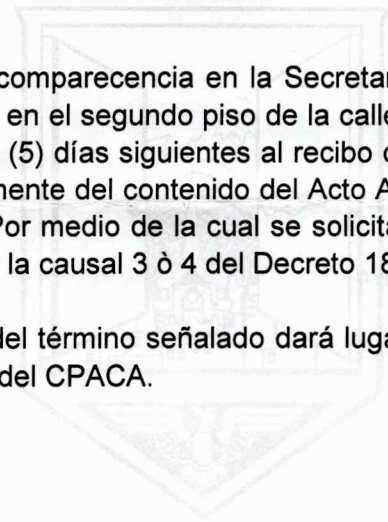 comparecencia en la Secretar
en el segundo piso de la calle
(5) días siguientes al recibo
mente del contenido del Acto A
Por medio de la cual se solicita
la causal 3 ò 4 del Decreto 18
del término señalado dará luga
del CPACA.